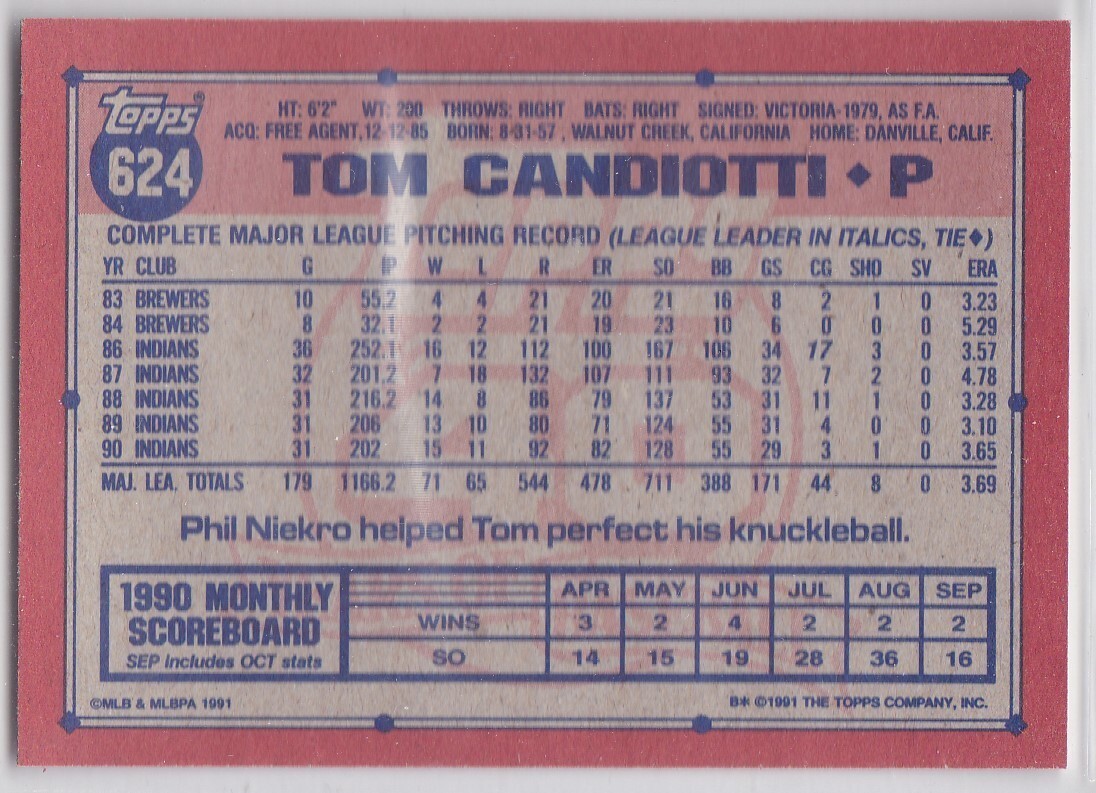 Topps®
624
HT: 6'2" WT: 200 THROWS: RIGHT BATS: RIGHT SIGNED: VICTORIA-1979, AS F.A.
ACQ: FREE AGENT,12-12-85 BORN: 8-31-57 , WALNUT CREEK, CALIFORNIA HOME: DANVILLE, CALIF.
TOM CANDIOTTI ♦ P
COMPLETE MAJOR LEAGUE PITCHING RECORD (LEAGUE LEADER IN ITALICS, TIE♦)
YR CLUB G IP W L R ER SO BB GS CG SHO SV ERA
83 BREWERS 10 55.2 4 4 21 20 21 16 8 2 1 0 3.23
84 BREWERS 8 32.1 2 2 21 19 23 10 6 0 0 0 5.29
86 INDIANS 36 252.1 16 12 112 100 167 106 34 17 3 0 3.57
87 INDIANS 32 201.2 7 18 132 107 111 93 32 7 2 0 4.78
88 INDIANS 31 216.2 14 8 86 79 137 53 31 11 1 0 3.28
89 INDIANS 31 206 13 10 80 71 124 55 31 4 0 0 3.10
90 INDIANS 31 202 15 11 92 82 128 55 29 3 1 0 3.65
MAJ. LEA. TOTALS 179 1166.2 71 65 544 478 711 388 171 44 8 0 3.69
Phil Niekro helped Tom perfect his knuckleball.
1990 MONTHLY
SCOREBOARD
SEP includes OCT stats
APR MAY JUN JUL AUG SEP
WINS 3 2 4 2 2 2
SO 14 15 19 28 36 16
©MLB & MLBPA 1991
B* ©1991 THE TOPPS COMPANY, INC.